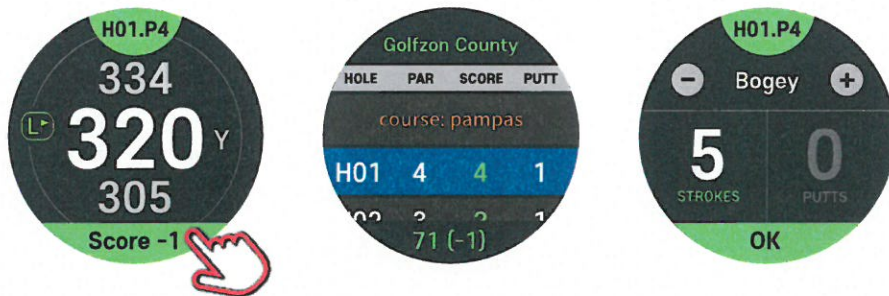 H01.P4
334
L
320 Y
305
Score -1
Golfzon County
HOLE PAR SCORE PUTT
course: pampas
H01 4 4 1
71 (-1)
H01.P4
- Bogey +
5 0
STROKES PUTTS
OK